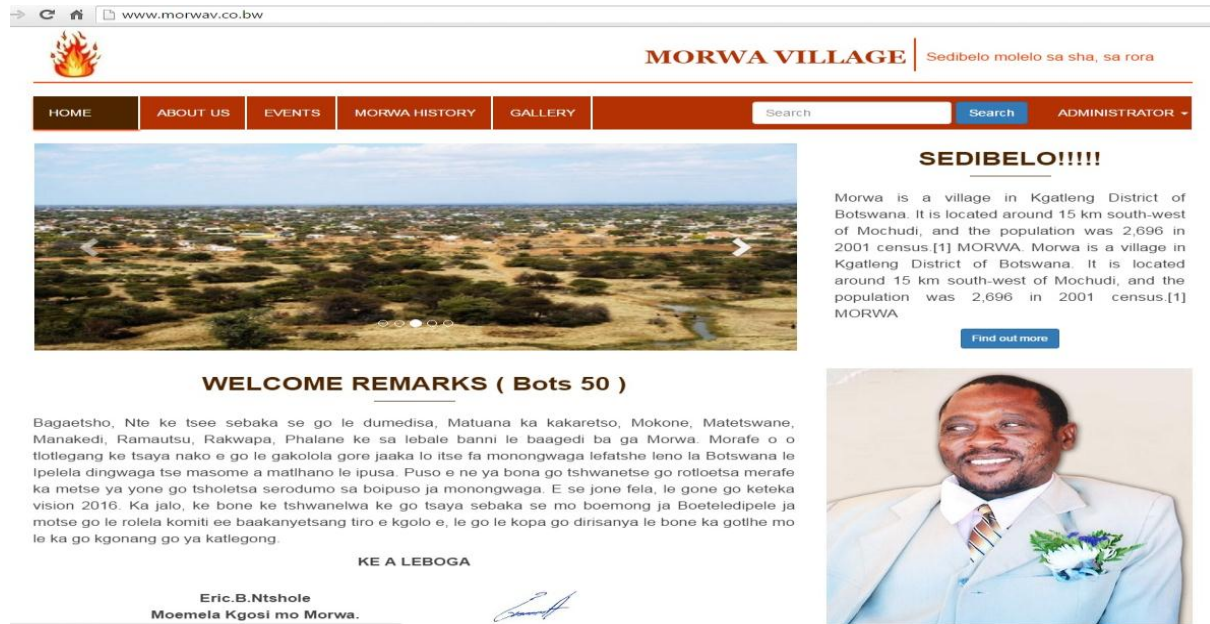 www.morwav.co.bw
MORWA VILLAGE
Sedibelo molelo sa sha, sa rora
HOME ABOUT US EVENTS MORWA HISTORY GALLERY Search Search ADMINISTRATOR
SEDIBELO!!!!!
Morwa is a village in Kgatleng District of
Botswana. It is located around 15 km south-west
of Mochudi, and the population was 2,696 in
2001 census.[1] MORWA. Morwa is a village in
Kgatleng District of Botswana. It is located
around 15 km south-west of Mochudi, and the
population was 2,696 in 2001 census.[1]
MORWA
Find out more
WELCOME REMARKS ( Bots 50 )
Bagaetsho, Nte ke tsee sebaka se go le dumedisa, Matuana ka kakaretso, Mokone, Matetswane,
Manakedi, Ramautsu, Rakwapa, Phalane ke sa lebale banni le baagedi ba ga Morwa. Morafe o o
tlotlegang ke tsaya nako e go le gakolola gore jaaka lo itse fa monongwaga lefatshe leno la Botswana le
Ipelela dingwaga tse masome a matlhano le ipusa. Puso e ne ya bona go tshwanetse go rotloetsa merafe
ka metse ya yone go tsholetsa serodumo sa boipuso ja monongwaga. E se jone fela, le gone go keteka
vision 2016. Ka jalo, ke bone ke tshwanelwa ke go tsaya sebaka se mo boemong ja Boeteledipele ja
motse go le rolela komiti ee baakanyetsang tiro e kgolo e, le go le kopa go dirisanya le bone ka gotlhe mo
le ka go kgonang go ya katlegong.
KE A LEBOGA
Eric.B.Ntshole
Moemela Kgosi mo Morwa.